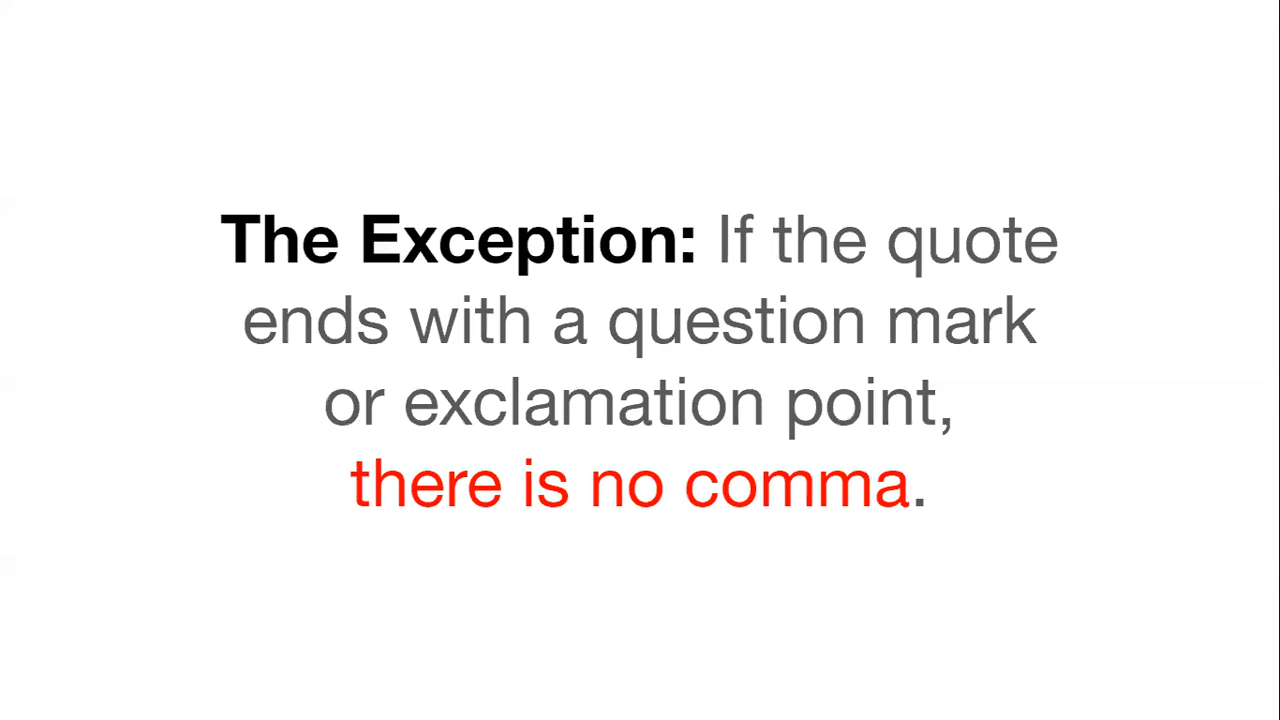 The Exception: If the quote
ends with a question mark
or exclamation point,
there is no comma.